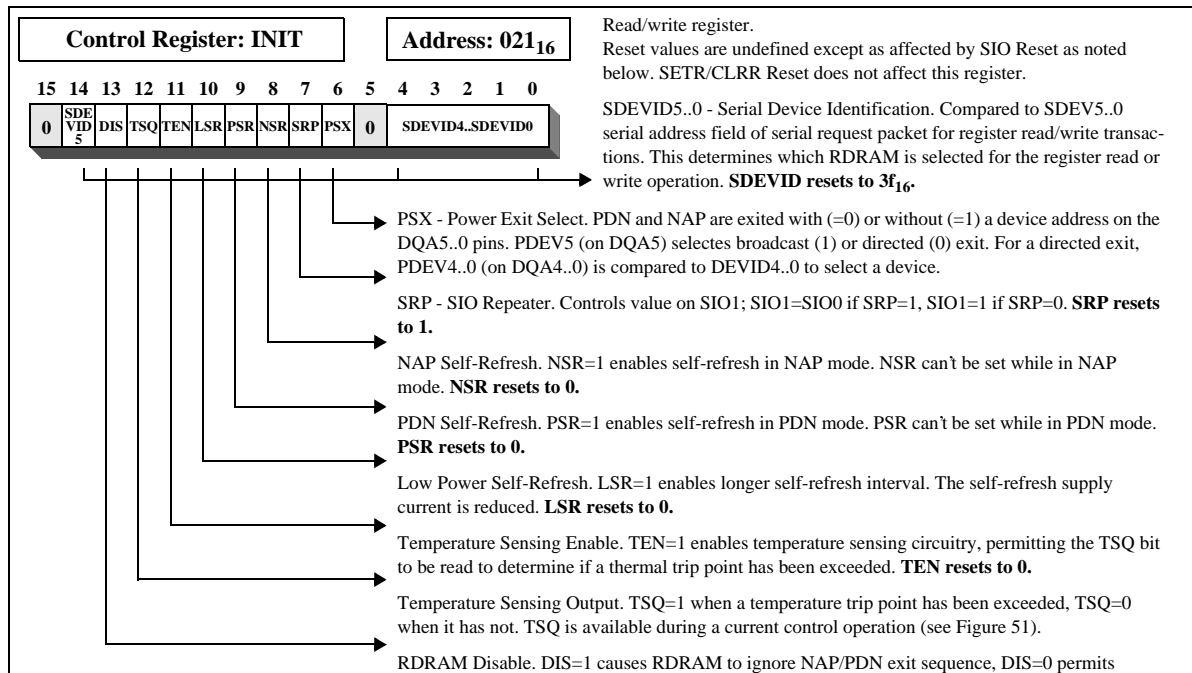 Control Register: INIT
Address: 021₁₆
Read/write register.
Reset values are undefined except as affected by SIO Reset as noted
below. SETR/CLRR Reset does not affect this register.
15 14 13 12 11 10 9 8 7 6 5 4 3 2 1 0
0 SDE VID 5 DIS TSQ TEN LSR PSR NSR SRP PSX 0 SDEVID4..SDEVID0
SDEVID5..0 - Serial Device Identification. Compared to SDEV5..0
serial address field of serial request packet for register read/write transac-
tions. This determines which RDRAM is selected for the register read or
write operation. SDEVID resets to 3f₁₆.
PSX - Power Exit Select. PDN and NAP are exited with (=0) or without (=1) a device address on the
DQA5..0 pins. PDEV5 (on DQA5) selectes broadcast (1) or directed (0) exit. For a directed exit,
PDEV4..0 (on DQA4..0) is compared to DEVID4..0 to select a device.
SRP - SIO Repeater. Controls value on SIO1; SIO1=SIO0 if SRP=1, SIO1=1 if SRP=0. SRP resets
to 1.
NAP Self-Refresh. NSR=1 enables self-refresh in NAP mode. NSR can't be set while in NAP
mode. NSR resets to 0.
PDN Self-Refresh. PSR=1 enables self-refresh in PDN mode. PSR can't be set while in PDN mode.
PSR resets to 0.
Low Power Self-Refresh. LSR=1 enables longer self-refresh interval. The self-refresh supply
current is reduced. LSR resets to 0.
Temperature Sensing Enable. TEN=1 enables temperature sensing circuitry, permitting the TSQ bit
to be read to determine if a thermal trip point has been exceeded. TEN resets to 0.
Temperature Sensing Output. TSQ=1 when a temperature trip point has been exceeded, TSQ=0
when it has not. TSQ is available during a current control operation (see Figure 51).
RDRAM Disable. DIS=1 causes RDRAM to ignore NAP/PDN exit sequence, DIS=0 permits